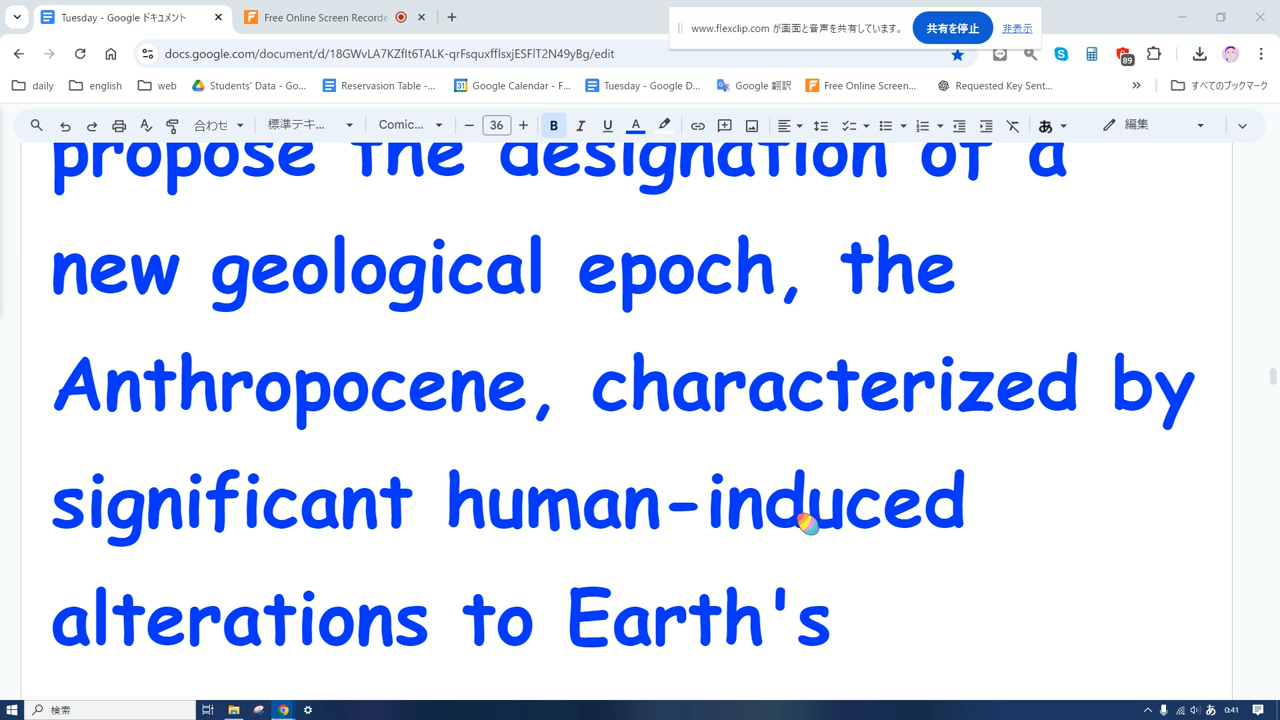 Tuesday - Google ドキュメント
Free Online Screen Recorde
www.flexclip.com が画面と音声を共有しています。
共有を停止
非表示
docs.google.com/document/d/
/edit
89
daily
english
web
Students' Data - Go...
Reservasion Table -...
Google Calendar - F...
Tuesday - Google D...
Google 翻訳
Free Online Screen...
Requested Key Sent...
すべてのブックマーク
合わせ
標準テキ...
Comic...
36
B
I
U
A
あ
編集
propose the designation of a
new geological epoch, the
Anthropocene, characterized by
significant human-induced
alterations to Earth's
検索
あ
0:41